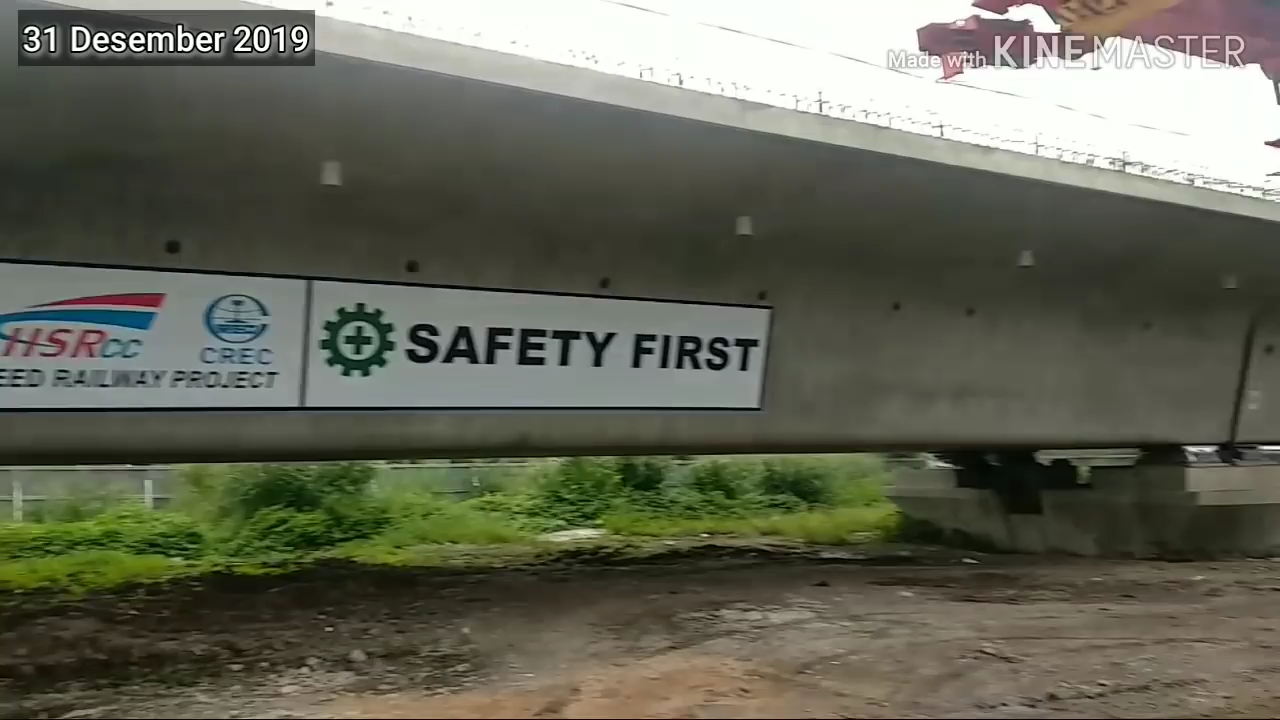 31 Desember 2019
Made with KINEMASTER
HSRCC
CREC
EED RAILWAY PROJECT
SAFETY FIRST